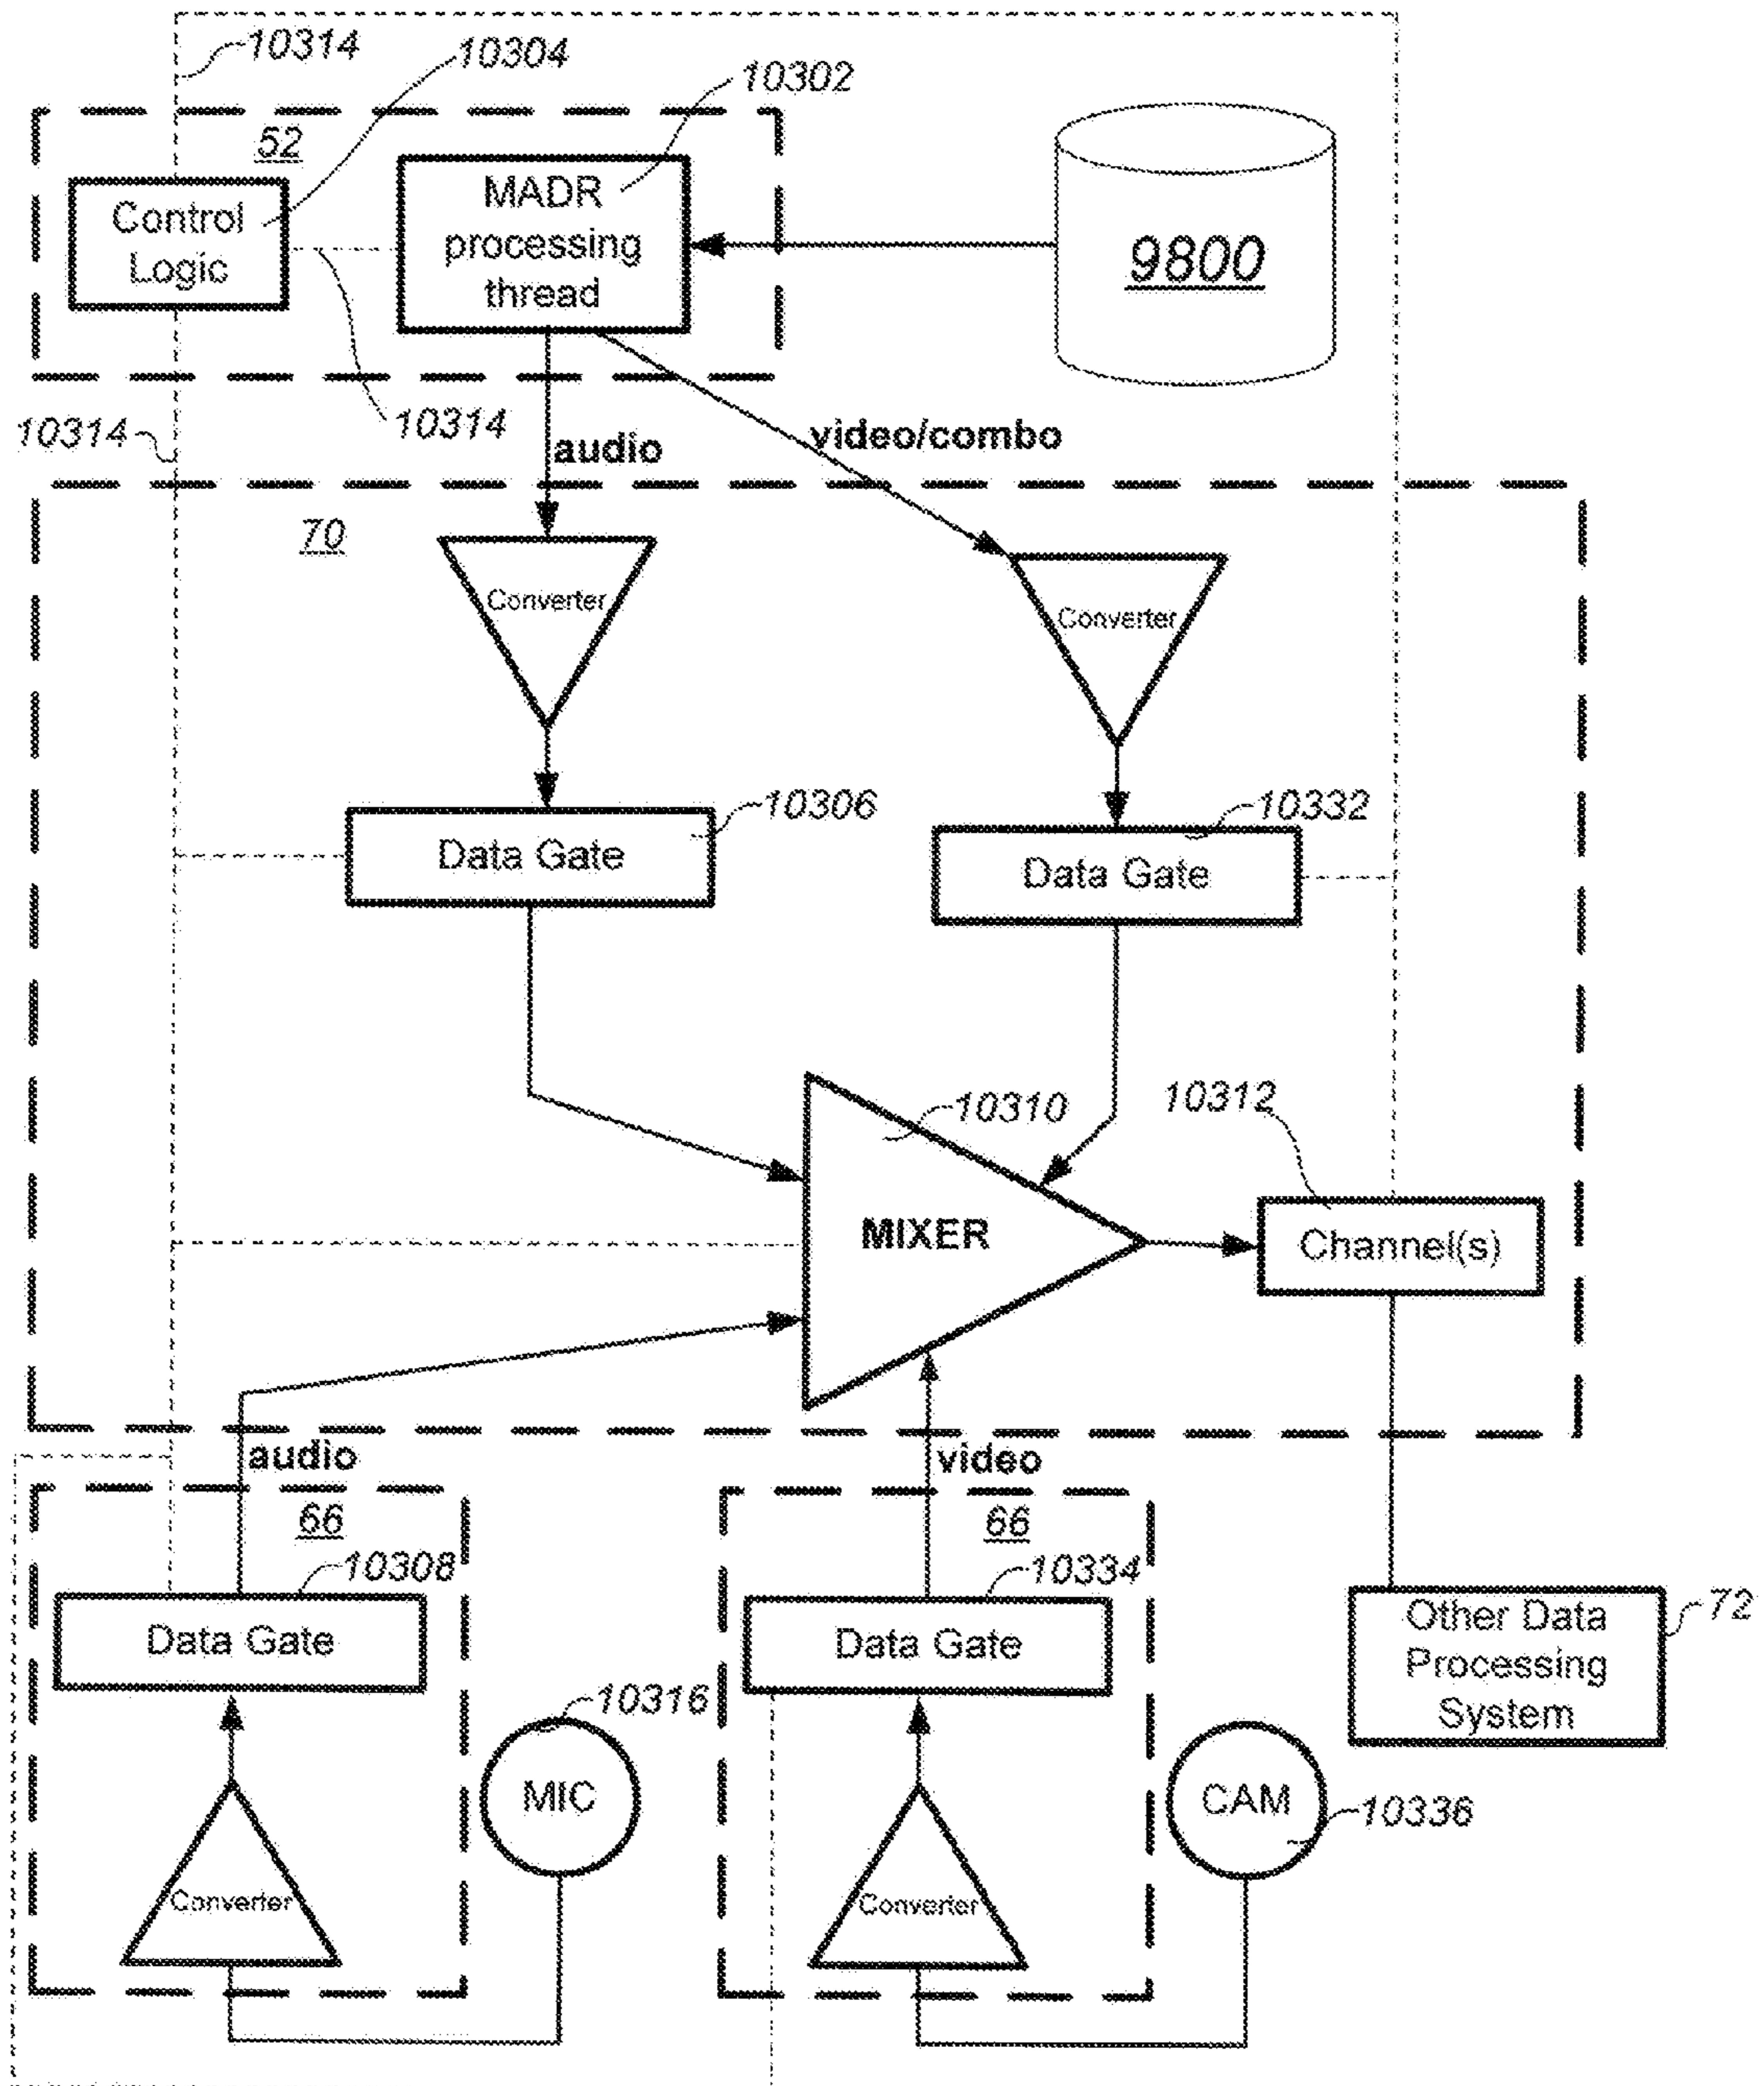 10314
10304
10302
52
Control
Logic
MADR
processing
thread
9800
10314
10314
audio
video/combo
70
Converter
Converter
10306
10332
Data Gate
Data Gate
10310
10312
MIXER
Channel(s)
audio
video
66
66
10308
10334
Data Gate
Data Gate
Other Data
Processing
System
72
10316
MIC
CAM
10336
Converter
Converter